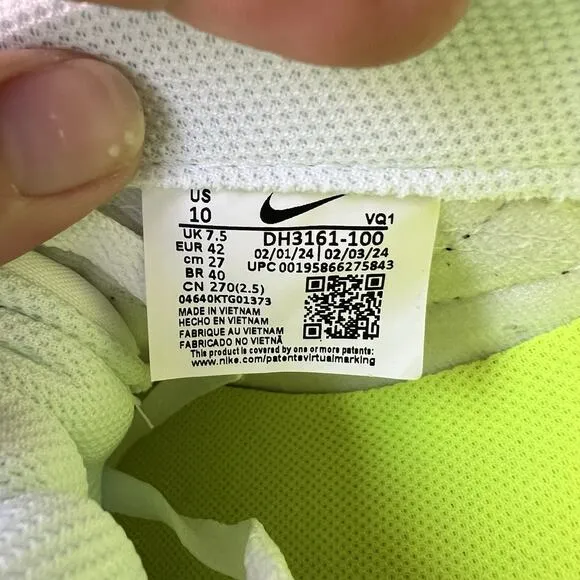 US
10
VQ1
UK 7.5
EUR 42
cm 27
BR 40
CN 270(2.5)
DH3161-100
02/01/24 | 02/03/24
UPC 00195866275843
04640KTG01373
MADE IN VIETNAM
HECHO EN VIETNAM
FABRIQUE AU VIETNAM
FABRICADO NO VIETNÃ
This product is covered by one or more patents:
www.nike.com/patentsvirtualmarking